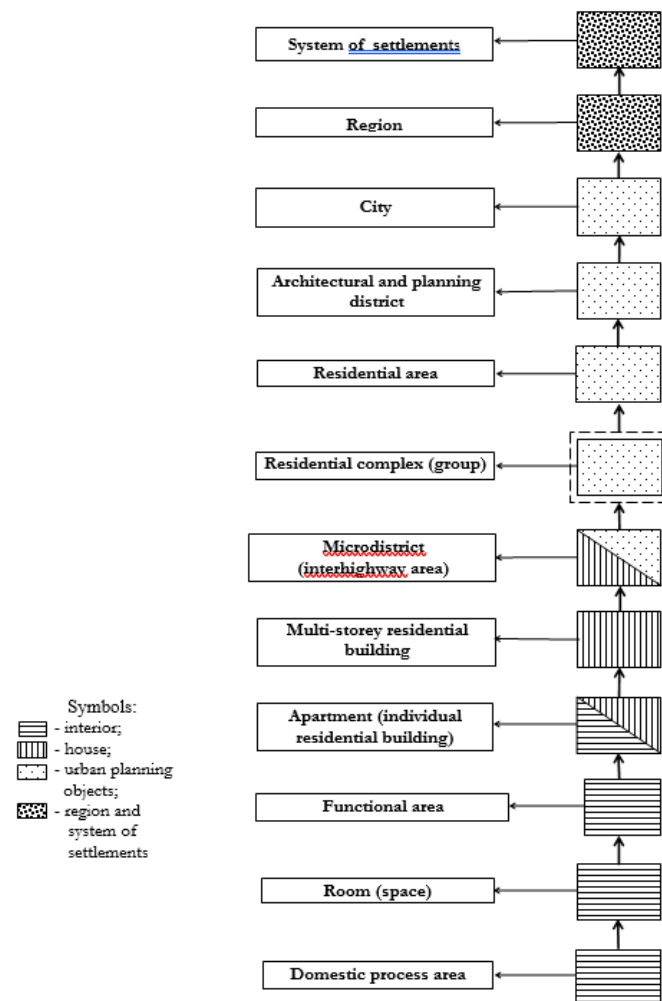 System of settlements
Region
City
Architectural and planning
district
Residential area
Residential complex (group)
Microdistrict
(interhighway area)
Multi-storey residential
building
Apartment (individual
residential building)
Functional area
Room (space)
Domestic process area
Symbols:
- interior;
- house;
- urban planning
objects;
- region and
system of
settlements